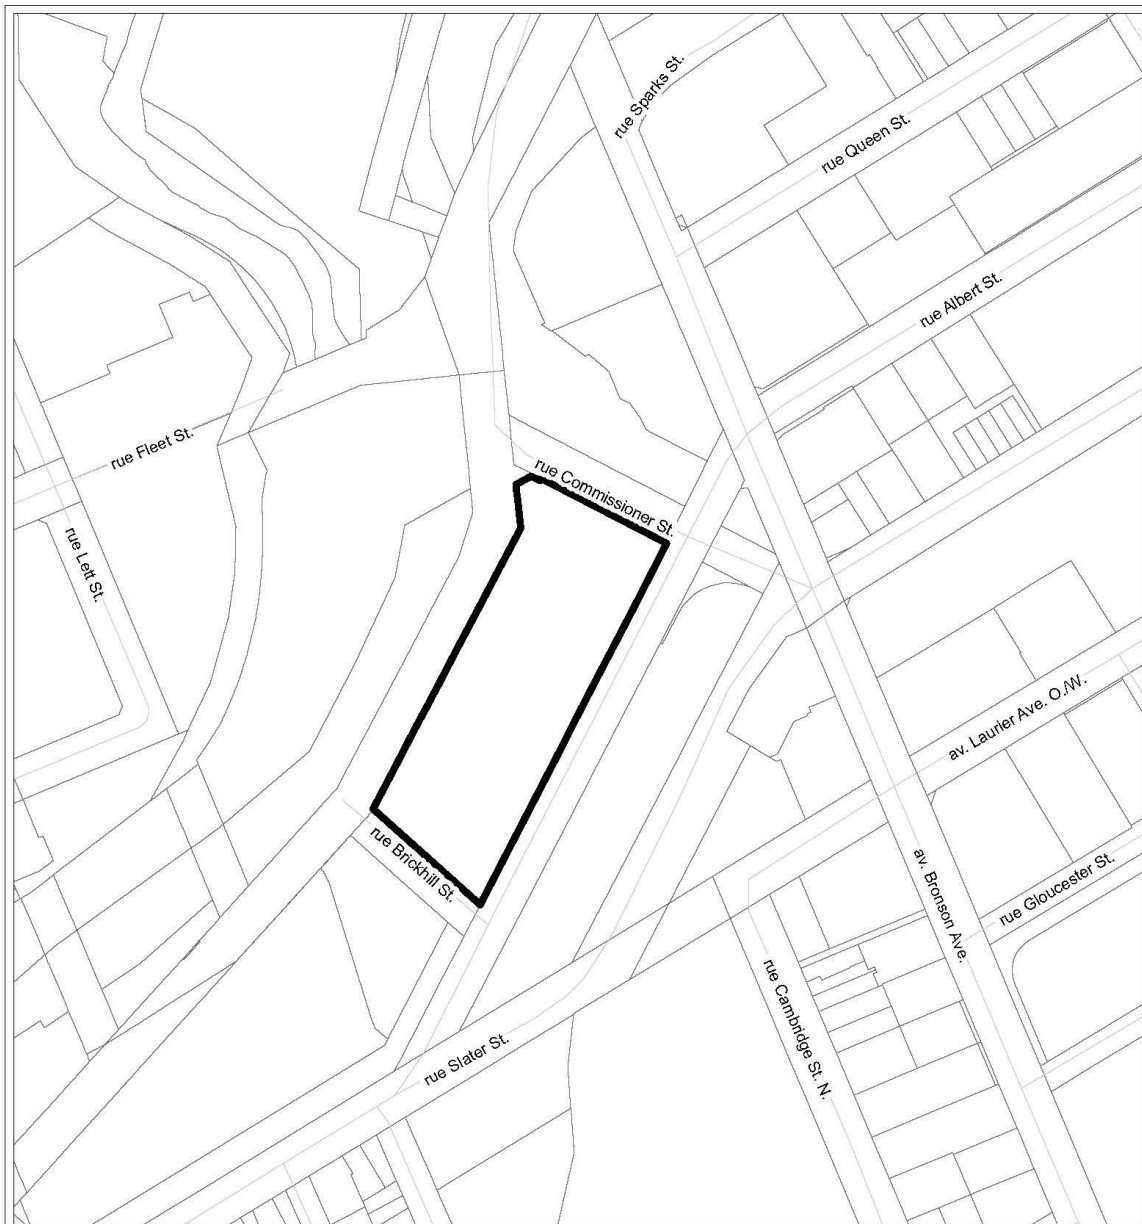 rue Sparks St.
rue Queen St.
rue Albert St.
rue Fleet St.
rue Commissioner St.
rue Lett St.
av. Laurier Ave. O./W.
rue Brickhill St.
av. Bronson Ave.
rue Gloucester St.
rue Cambridge St. N.
rue Slater St.